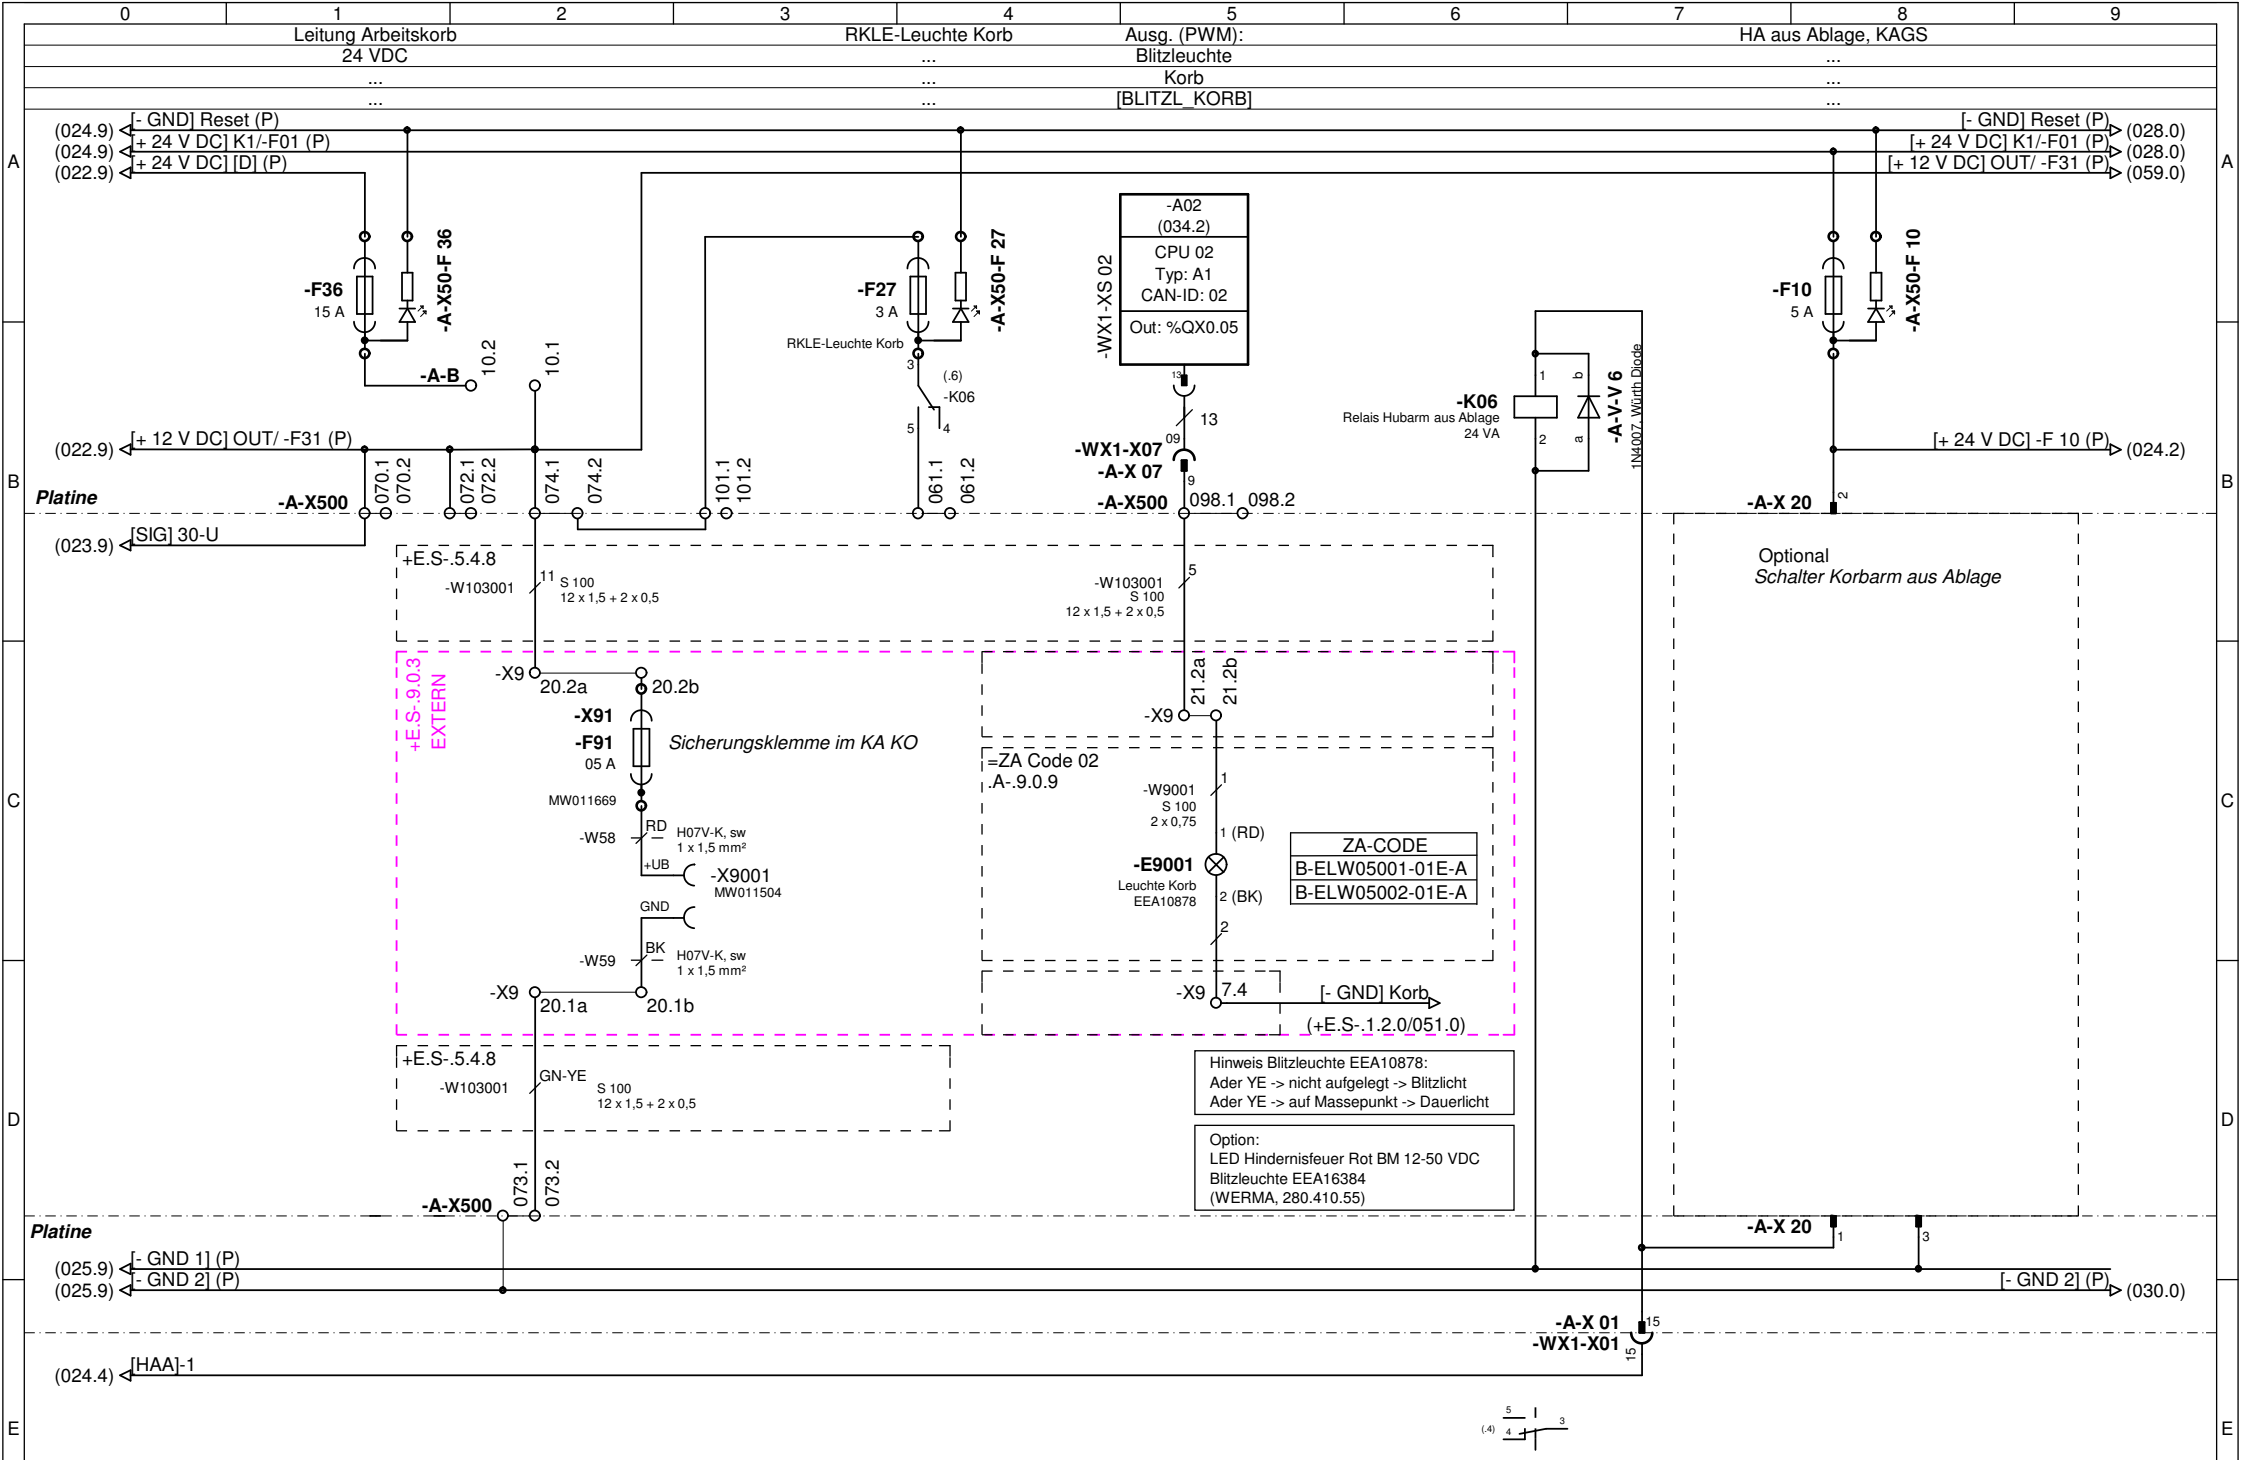 0 1 2 3 4 5 6 7 8 9
Leitung Arbeitskorb
24 VDC
...
...
RKLE-Leuchte Korb
...
...
...
Ausg. (PWM):
Blitzleuchte
Korb
[BLITZL_KORB]
HA aus Ablage, KAGS
...
...
...
A
B
C
D
E
A
B
C
D
E
(024.9) [- GND] Reset (P)
(024.9) [+ 24 V DC] K1/-F01 (P)
(022.9) [+ 24 V DC] [D] (P)
[- GND] Reset (P) (028.0)
[+ 24 V DC] K1/-F01 (P) (028.0)
[+ 12 V DC] OUT/ -F31 (P) (059.0)
-F36
15 A
-A-X50-F 36
-A-B
10.2
10.1
-F27
3 A
RKLE-Leuchte Korb
-A-X50-F 27
3
(.6)
-K06
5 4
-WX1-XS 02
-A02
(034.2)
CPU 02
Typ: A1
CAN-ID: 02
Out: %QX0.05
13
13
09
-WX1-X07
-A-X 07
9
-K06
Relais Hubarm aus Ablage
24 VA
1
2
b
a
-A-V-V 6
1N4007, Würth Diode
-F10
5 A
-A-X50-F 10
(022.9) [+ 12 V DC] OUT/ -F31 (P)
[+ 24 V DC] -F 10 (P) (024.2)
Platine
-A-X500
070.1
070.2
072.1
072.2
074.1
074.2
101.1
101.2
061.1
061.2
-A-X500
098.1 098.2
-A-X 20
2
(023.9) [SIG] 30-U
+E.S-.5.4.8
-W103001
11
S 100
12 x 1,5 + 2 x 0,5
-W103001
5
S 100
12 x 1,5 + 2 x 0,5
Optional
Schalter Korbarm aus Ablage
+E.S-.9.0.3
EXTERN
-X9
20.2a
20.2b
-X91
-F91
05 A
Sicherungsklemme im KA KO
MW011669
-W58
RD
H07V-K, sw
1 x 1,5 mm²
+UB
-X9001
MW011504
GND
-W59
BK
H07V-K, sw
1 x 1,5 mm²
-X9
20.1a
20.1b
21.2a
21.2b
-X9
=ZA Code 02
.A-.9.0.9
-W9001
S 100
2 x 0,75
1
1 (RD)
-E9001
Leuchte Korb
EEA10878
2 (BK)
2
ZA-CODE
B-ELW05001-01E-A
B-ELW05002-01E-A
-X9
7.4
[- GND] Korb
(+E.S-.1.2.0/051.0)
+E.S-.5.4.8
-W103001
GN-YE
S 100
12 x 1,5 + 2 x 0,5
Hinweis Blitzleuchte EEA10878:
Ader YE -> nicht aufgelegt -> Blitzlicht
Ader YE -> auf Massepunkt -> Dauerlicht
Option:
LED Hindernisfeuer Rot BM 12-50 VDC
Blitzleuchte EEA16384
(WERMA, 280.410.55)
073.1
073.2
-A-X500
Platine
-A-X 20
1
3
(025.9) [- GND 1] (P)
(025.9) [- GND 2] (P)
[- GND 2] (P) (030.0)
-A-X 01
15
-WX1-X01
15
(024.4) [HAA]-1
5
(.4) 4
3